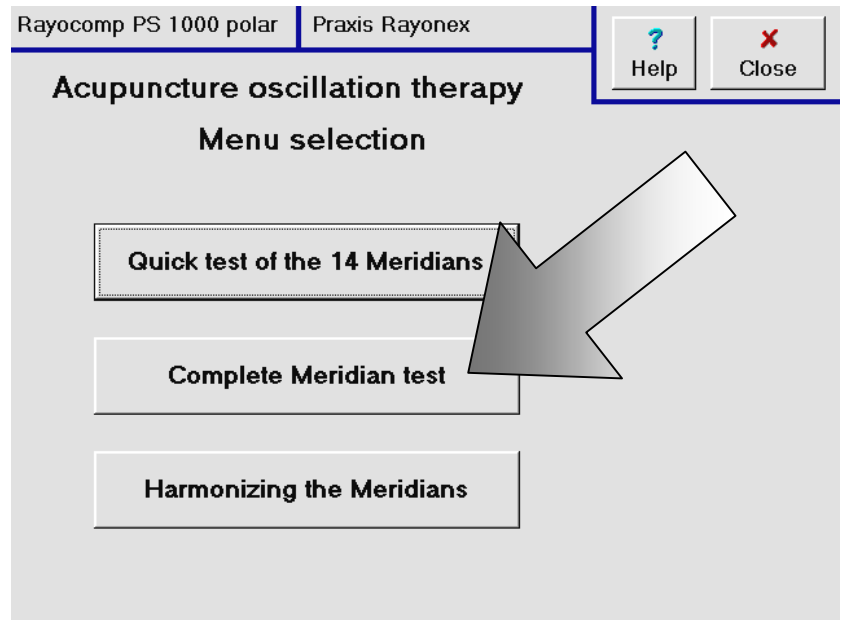 Rayocomp PS 1000 polar
Praxis Rayonex
?
Help
Close
Acupuncture oscillation therapy
Menu selection
Quick test of the 14 Meridians
Complete Meridian test
Harmonizing the Meridians